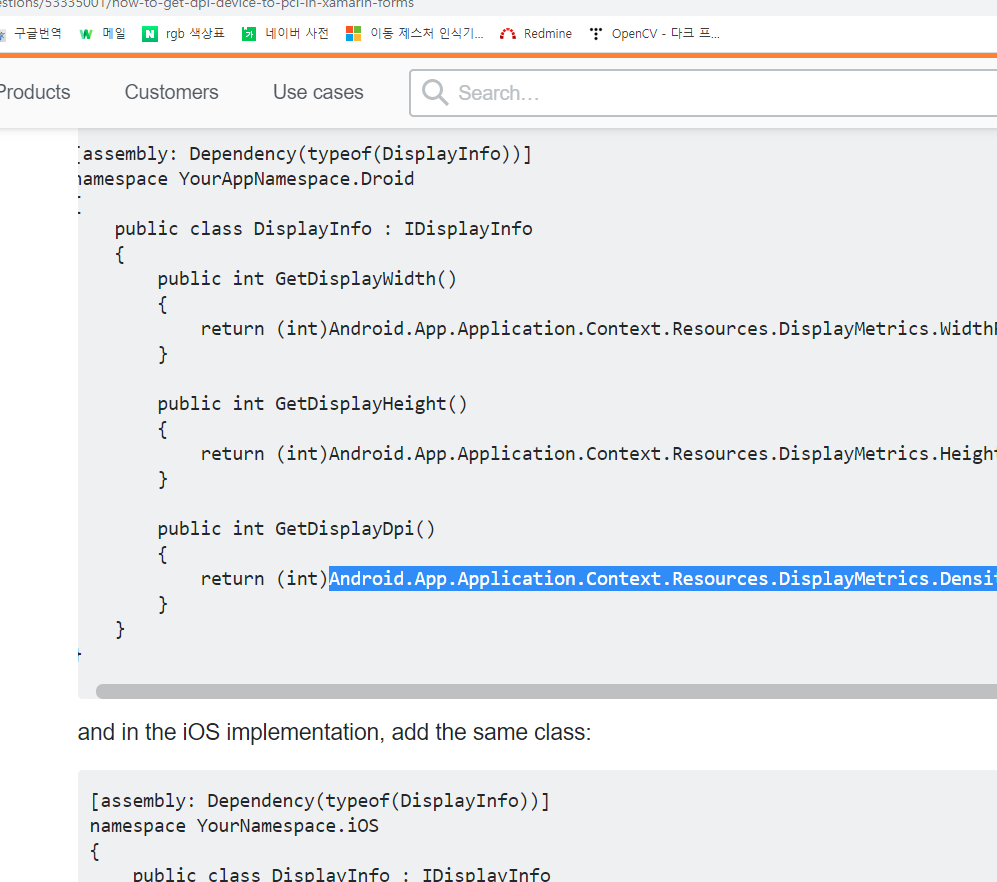 estions/53335001/how-to-get-dpi-device-to-pcl-in-xamarin-forms
구글번역 메일 rgb 색상표 네이버 사전 이동 제스처 인식기... Redmine OpenCV - 다크 프...
Products Customers Use cases Search...
[assembly: Dependency(typeof(DisplayInfo))]
namespace YourAppNamespace.Droid
{
public class DisplayInfo : IDisplayInfo
{
public int GetDisplayWidth()
{
return (int)Android.App.Application.Context.Resources.DisplayMetrics.WidthP
}
public int GetDisplayHeight()
{
return (int)Android.App.Application.Context.Resources.DisplayMetrics.Height
}
public int GetDisplayDpi()
{
return (int)Android.App.Application.Context.Resources.DisplayMetrics.Densit
}
}
}
and in the iOS implementation, add the same class:
[assembly: Dependency(typeof(DisplayInfo))]
namespace YourNamespace.iOS
{
public class DisplayInfo : IDisplayInfo